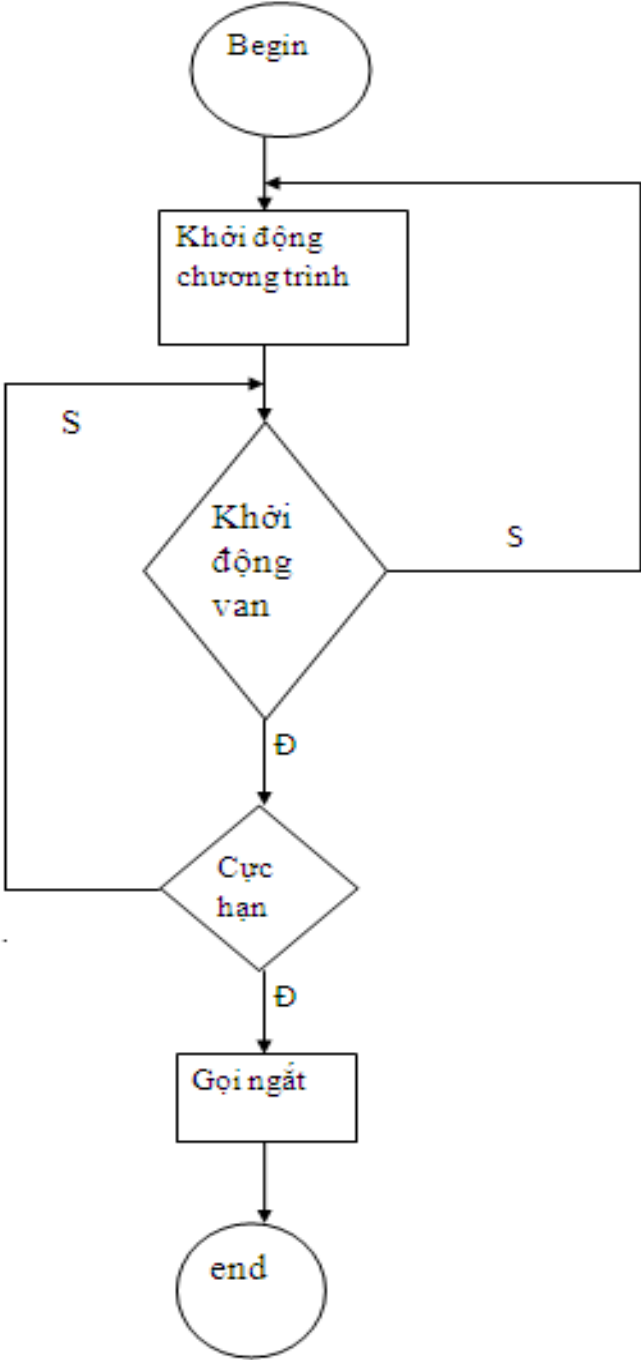 Begin
Khởi động
chương trình
S
Khởi
động
van
S
Đ
Cực
hạn
Đ
Gọi ngắt
end